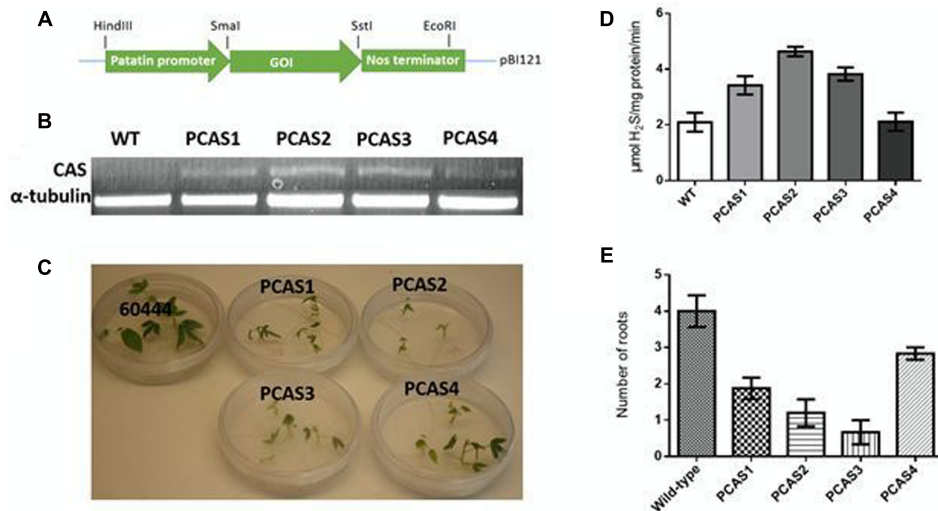 A
HindIII SmaI SstI EcoRI
Patatin promoter GOI Nos terminator pBI121
B
WT PCAS1 PCAS2 PCAS3 PCAS4
CAS
α-tubulin
C
60444 PCAS1 PCAS2
PCAS3 PCAS4
D
µmol H2S/mg protein/min
6
4
2
0
WT PCAS1 PCAS2 PCAS3 PCAS4
E
Number of roots
5
4
3
2
1
0
Wild-type PCAS1 PCAS2 PCAS3 PCAS4